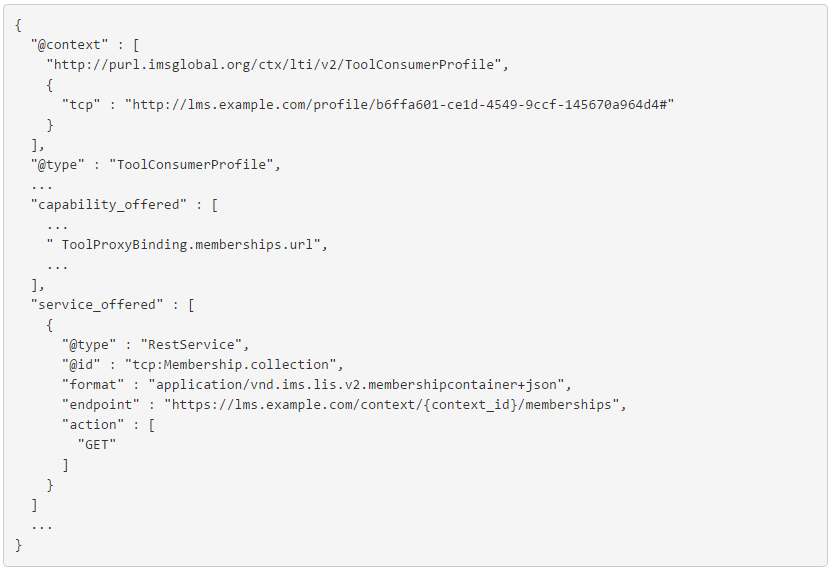 {
  "@context" : [
    "http://purl.imsglobal.org/ctx/lti/v2/ToolConsumerProfile",
    {
      "tcp" : "http://lms.example.com/profile/b6ffa601-ce1d-4549-9ccf-145670a964d4#"
    }
  ],
  "@type" : "ToolConsumerProfile",
  ...
  "capability_offered" : [
    ...
    " ToolProxyBinding.memberships.url",
    ...
  ],
  "service_offered" : [
    {
      "@type" : "RestService",
      "@id" : "tcp:Membership.collection",
      "format" : "application/vnd.ims.lis.v2.membershipcontainer+json",
      "endpoint" : "https://lms.example.com/context/{context_id}/memberships",
      "action" : [
        "GET"
      ]
    }
  ]
  ...
}